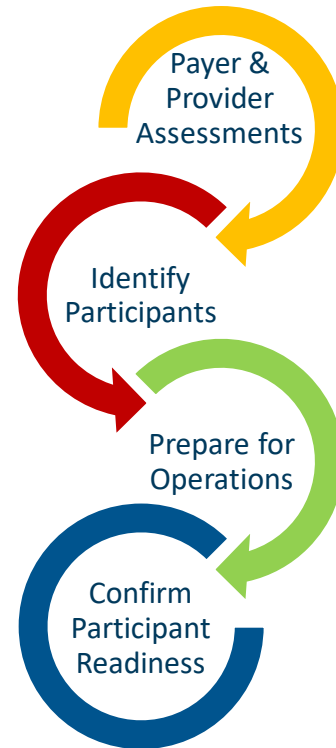 Payer &
Provider
Assessments
Identify
Participants
Prepare for
Operations
Confirm
Participant
Readiness